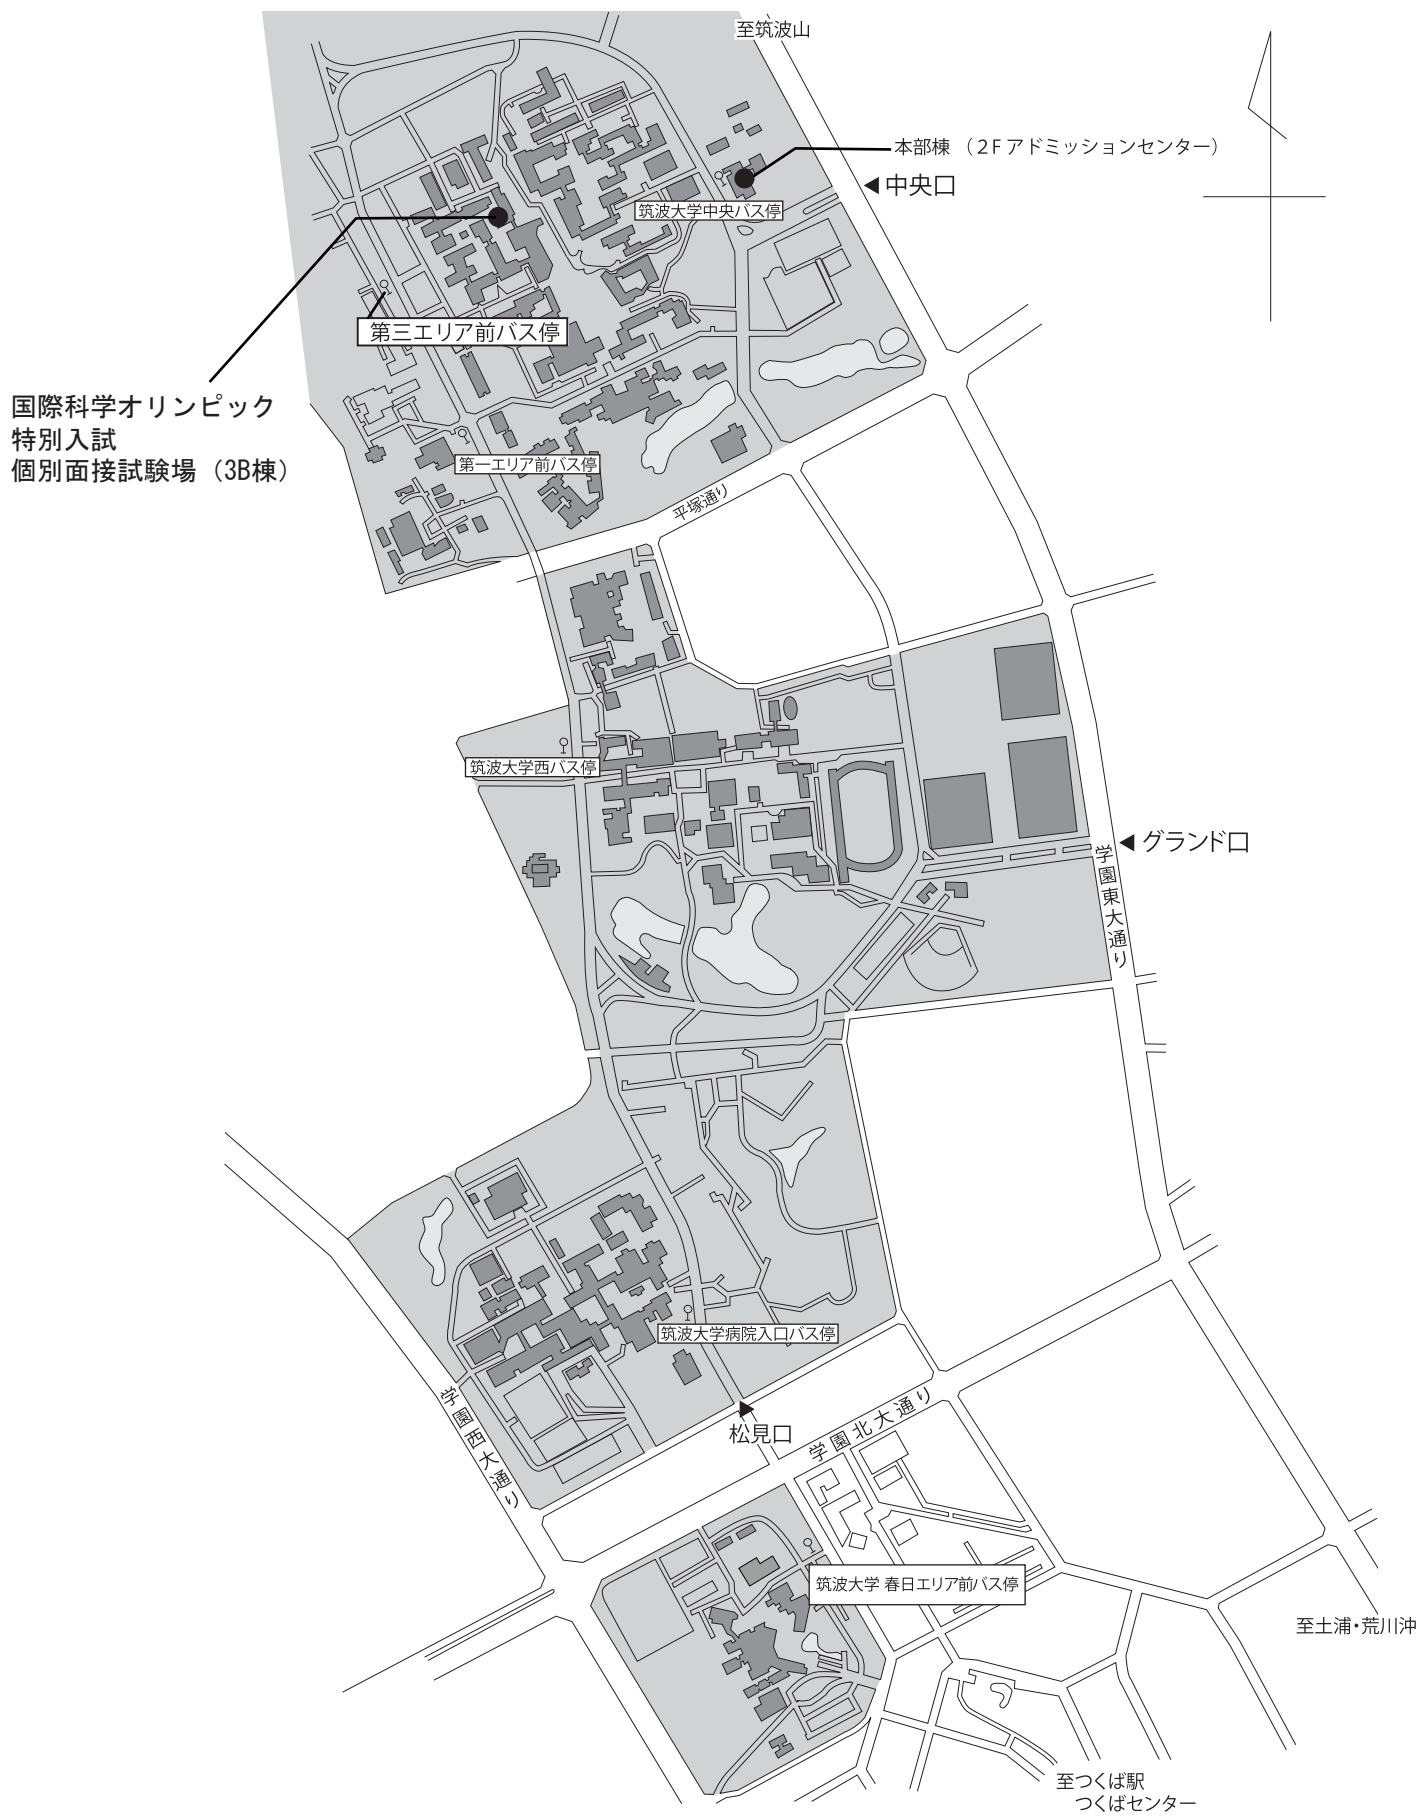 至筑波山
本部棟 （２Fアドミッションセンター）
中央口
筑波大学中央バス停
第三エリア前バス停
国際科学オリンピック
特別入試
個別面接試験場（3B棟）
第一エリア前バス停
平塚通り
筑波大学西バス停
グランド口
学園東大通り
筑波大学病院入口バス停
学園西大通り
松見口
学園北大通り
筑波大学 春日エリア前バス停
至土浦・荒川沖
至つくば駅
つくばセンター